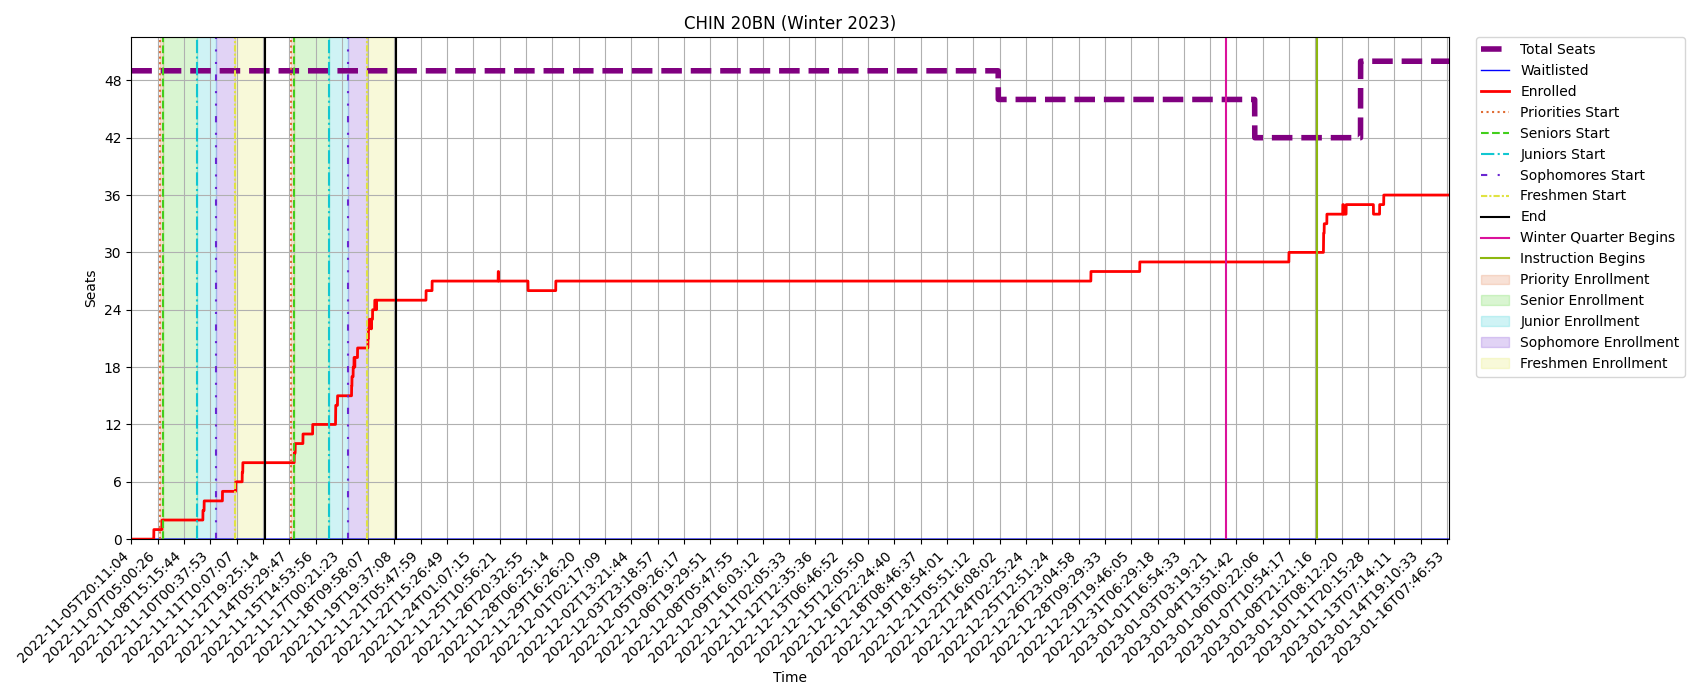 CHIN 20BN (Winter 2023)
Seats
48
42
36
30
24
18
12
6
0
2022-11-05T20:11:04
2022-11-07T05:00:26
2022-11-08T15:15:44
2022-11-10T00:37:53
2022-11-11T10:07:07
2022-11-12T19:25:14
2022-11-14T05:29:47
2022-11-15T14:53:56
2022-11-17T00:21:23
2022-11-18T09:58:07
2022-11-19T19:37:08
2022-11-21T05:47:59
2022-11-22T15:26:49
2022-11-24T01:07:15
2022-11-25T10:56:21
2022-11-26T20:32:55
2022-11-28T06:25:14
2022-11-29T16:26:20
2022-12-01T02:17:09
2022-12-02T13:21:44
2022-12-03T23:18:57
2022-12-05T09:26:17
2022-12-06T19:29:51
2022-12-08T05:47:55
2022-12-09T16:03:12
2022-12-11T02:05:33
2022-12-12T12:35:36
2022-12-13T06:46:52
2022-12-15T12:05:50
2022-12-16T22:24:40
2022-12-18T08:46:37
2022-12-19T18:54:01
2022-12-21T05:51:12
2022-12-22T16:08:02
2022-12-24T02:25:24
2022-12-25T12:51:24
2022-12-26T23:04:58
2022-12-28T09:29:33
2022-12-29T19:46:05
2022-12-31T06:29:18
2023-01-01T16:54:33
2023-01-03T03:19:21
2023-01-04T13:51:42
2023-01-06T00:22:06
2023-01-07T10:54:17
2023-01-08T21:21:16
2023-01-10T08:12:20
2023-01-11T20:15:28
2023-01-13T07:14:11
2023-01-14T19:10:33
2023-01-16T07:46:53
Time
Total Seats
Waitlisted
Enrolled
Priorities Start
Seniors Start
Juniors Start
Sophomores Start
Freshmen Start
End
Winter Quarter Begins
Instruction Begins
Priority Enrollment
Senior Enrollment
Junior Enrollment
Sophomore Enrollment
Freshmen Enrollment